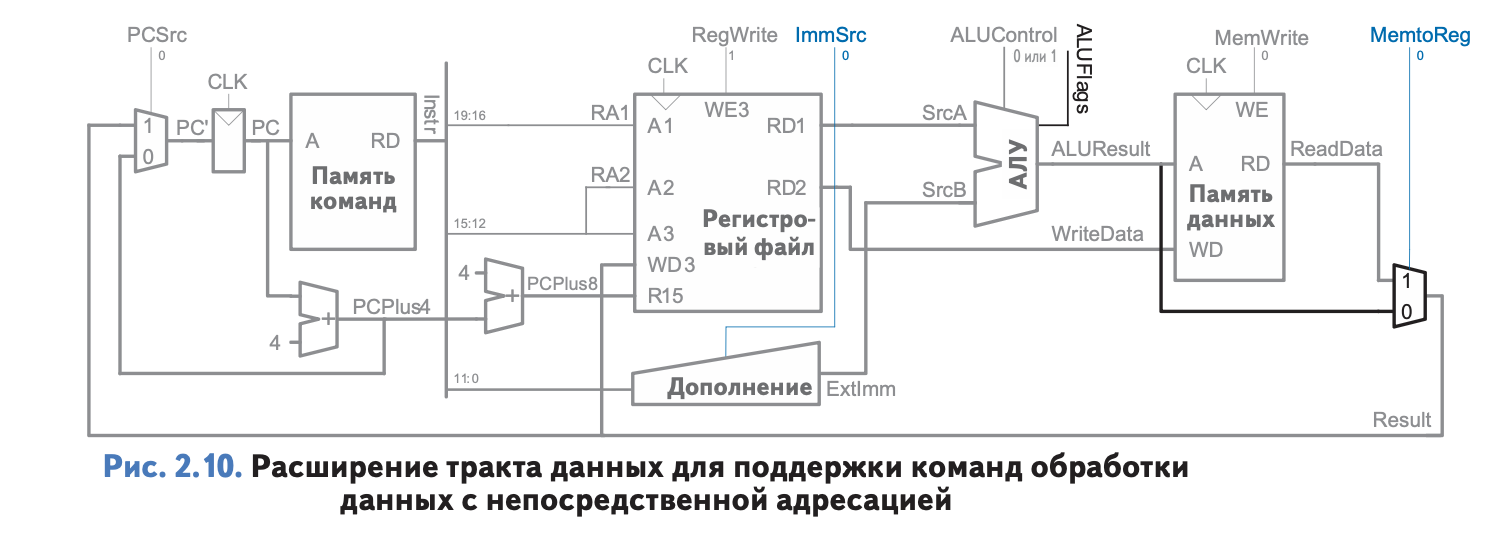 PCSrc
0
CLK
PC'
PC
1
0
A
RD
Память
команд
Instr
4
+
PCPlus4
4
+
PCPlus8
19:16
15:12
11:0
RegWrite
1
ImmSrc
0
CLK
WE3
RA1
A1
RD1
RA2
A2
RD2
A3
Регистро-
вый файл
WD3
R15
Дополнение
ExtImm
ALUControl
0 или 1
ALUFlags
SrcA
SrcB
АЛУ
ALUResult
WriteData
MemWrite
0
CLK
WE
A
RD
Память
данных
WD
ReadData
MemtoReg
0
1
0
Result
Рис. 2.10. Расширение тракта данных для поддержки команд обработки
данных с непосредственной адресацией